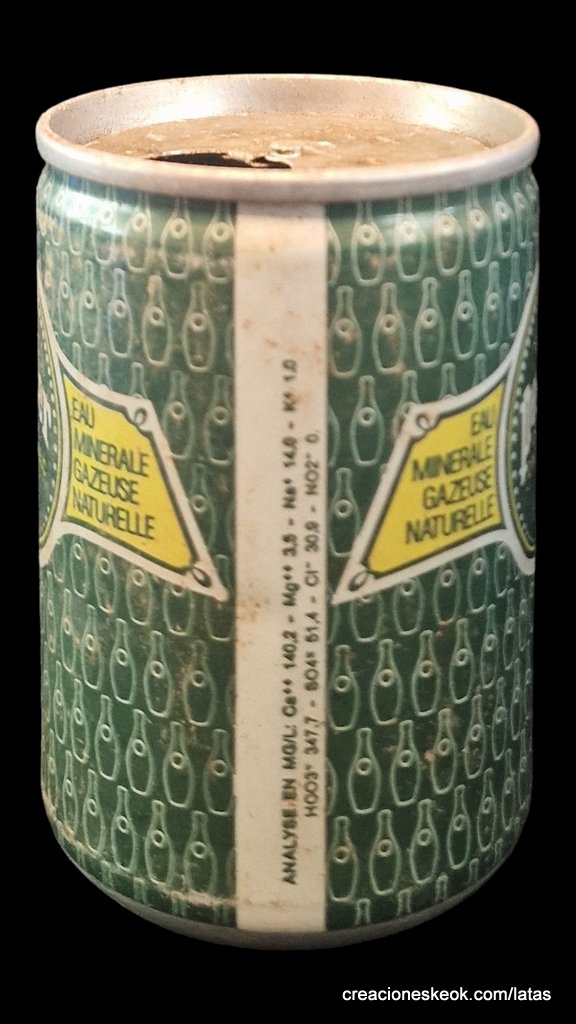 EAU
MINERALE
GAZEUSE
NATURELLE
ANALYSE EN MG/L: Ca++ 140,2 - Mg++ 3,5 - Na+ 14,0 - K+ 1,0
HCO3- 347,7 - SO4= 51,4 - Cl- 30,9 - NO2- 0,
EAU
MINERALE
GAZEUSE
NATURELLE
creacioneskeok.com/latas